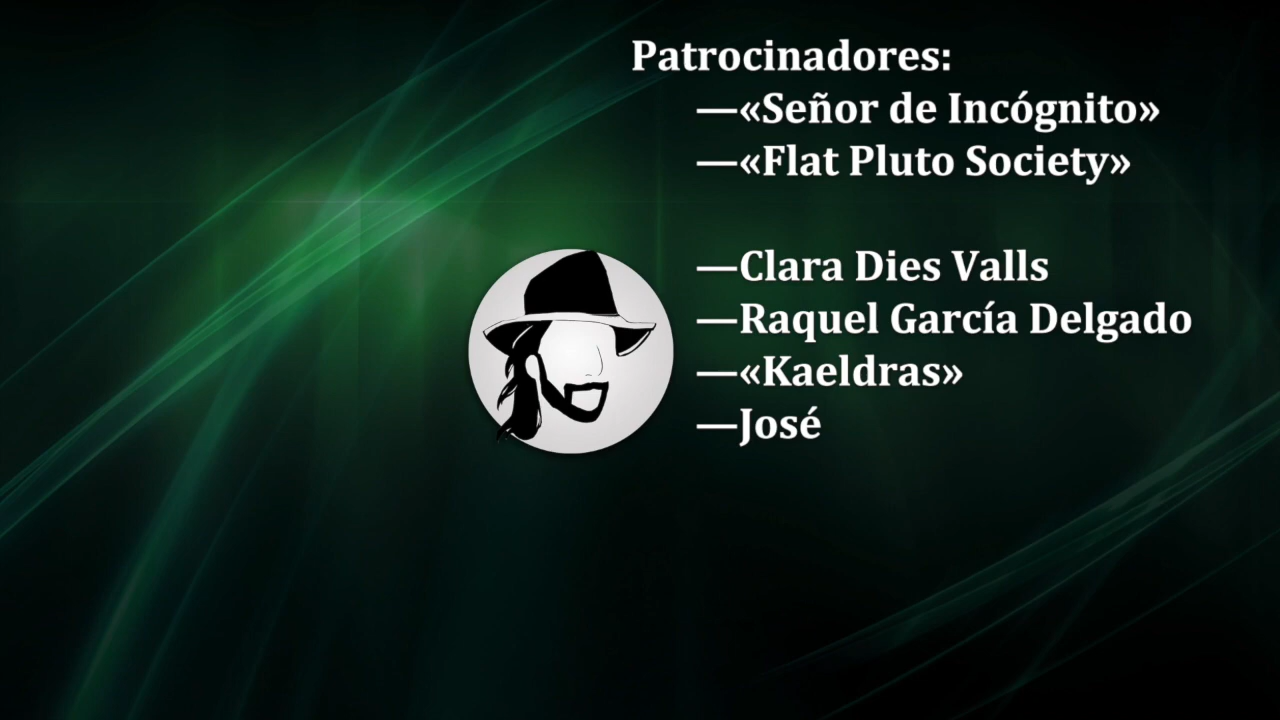 Patrocinadores:
—«Señor de Incógnito»
—«Flat Pluto Society»
—Clara Dies Valls
—Raquel García Delgado
—«Kaeldras»
—José